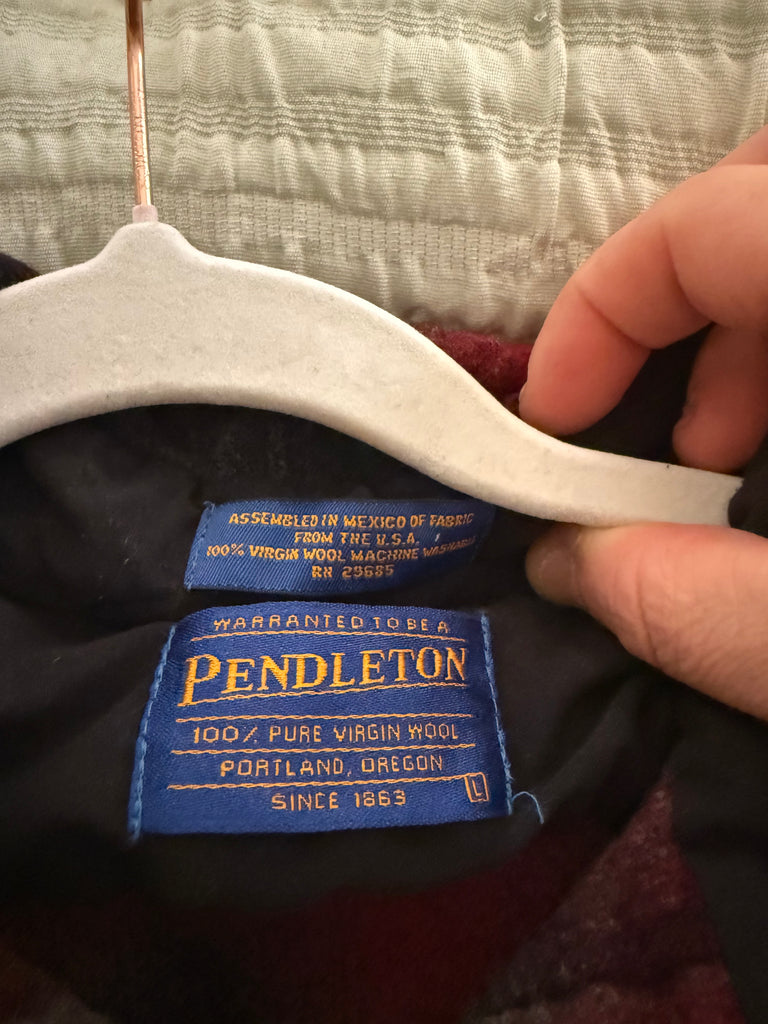 ASSEMBLED IN MEXICO OF FABRIC
FROM THE U.S.A.
100% VIRGIN WOOL MACHINE WASHABLE
RN 29685
WARRANTED TO BE A
PENDLETON
100% PURE VIRGIN WOOL
PORTLAND, OREGON
SINCE 1863
L